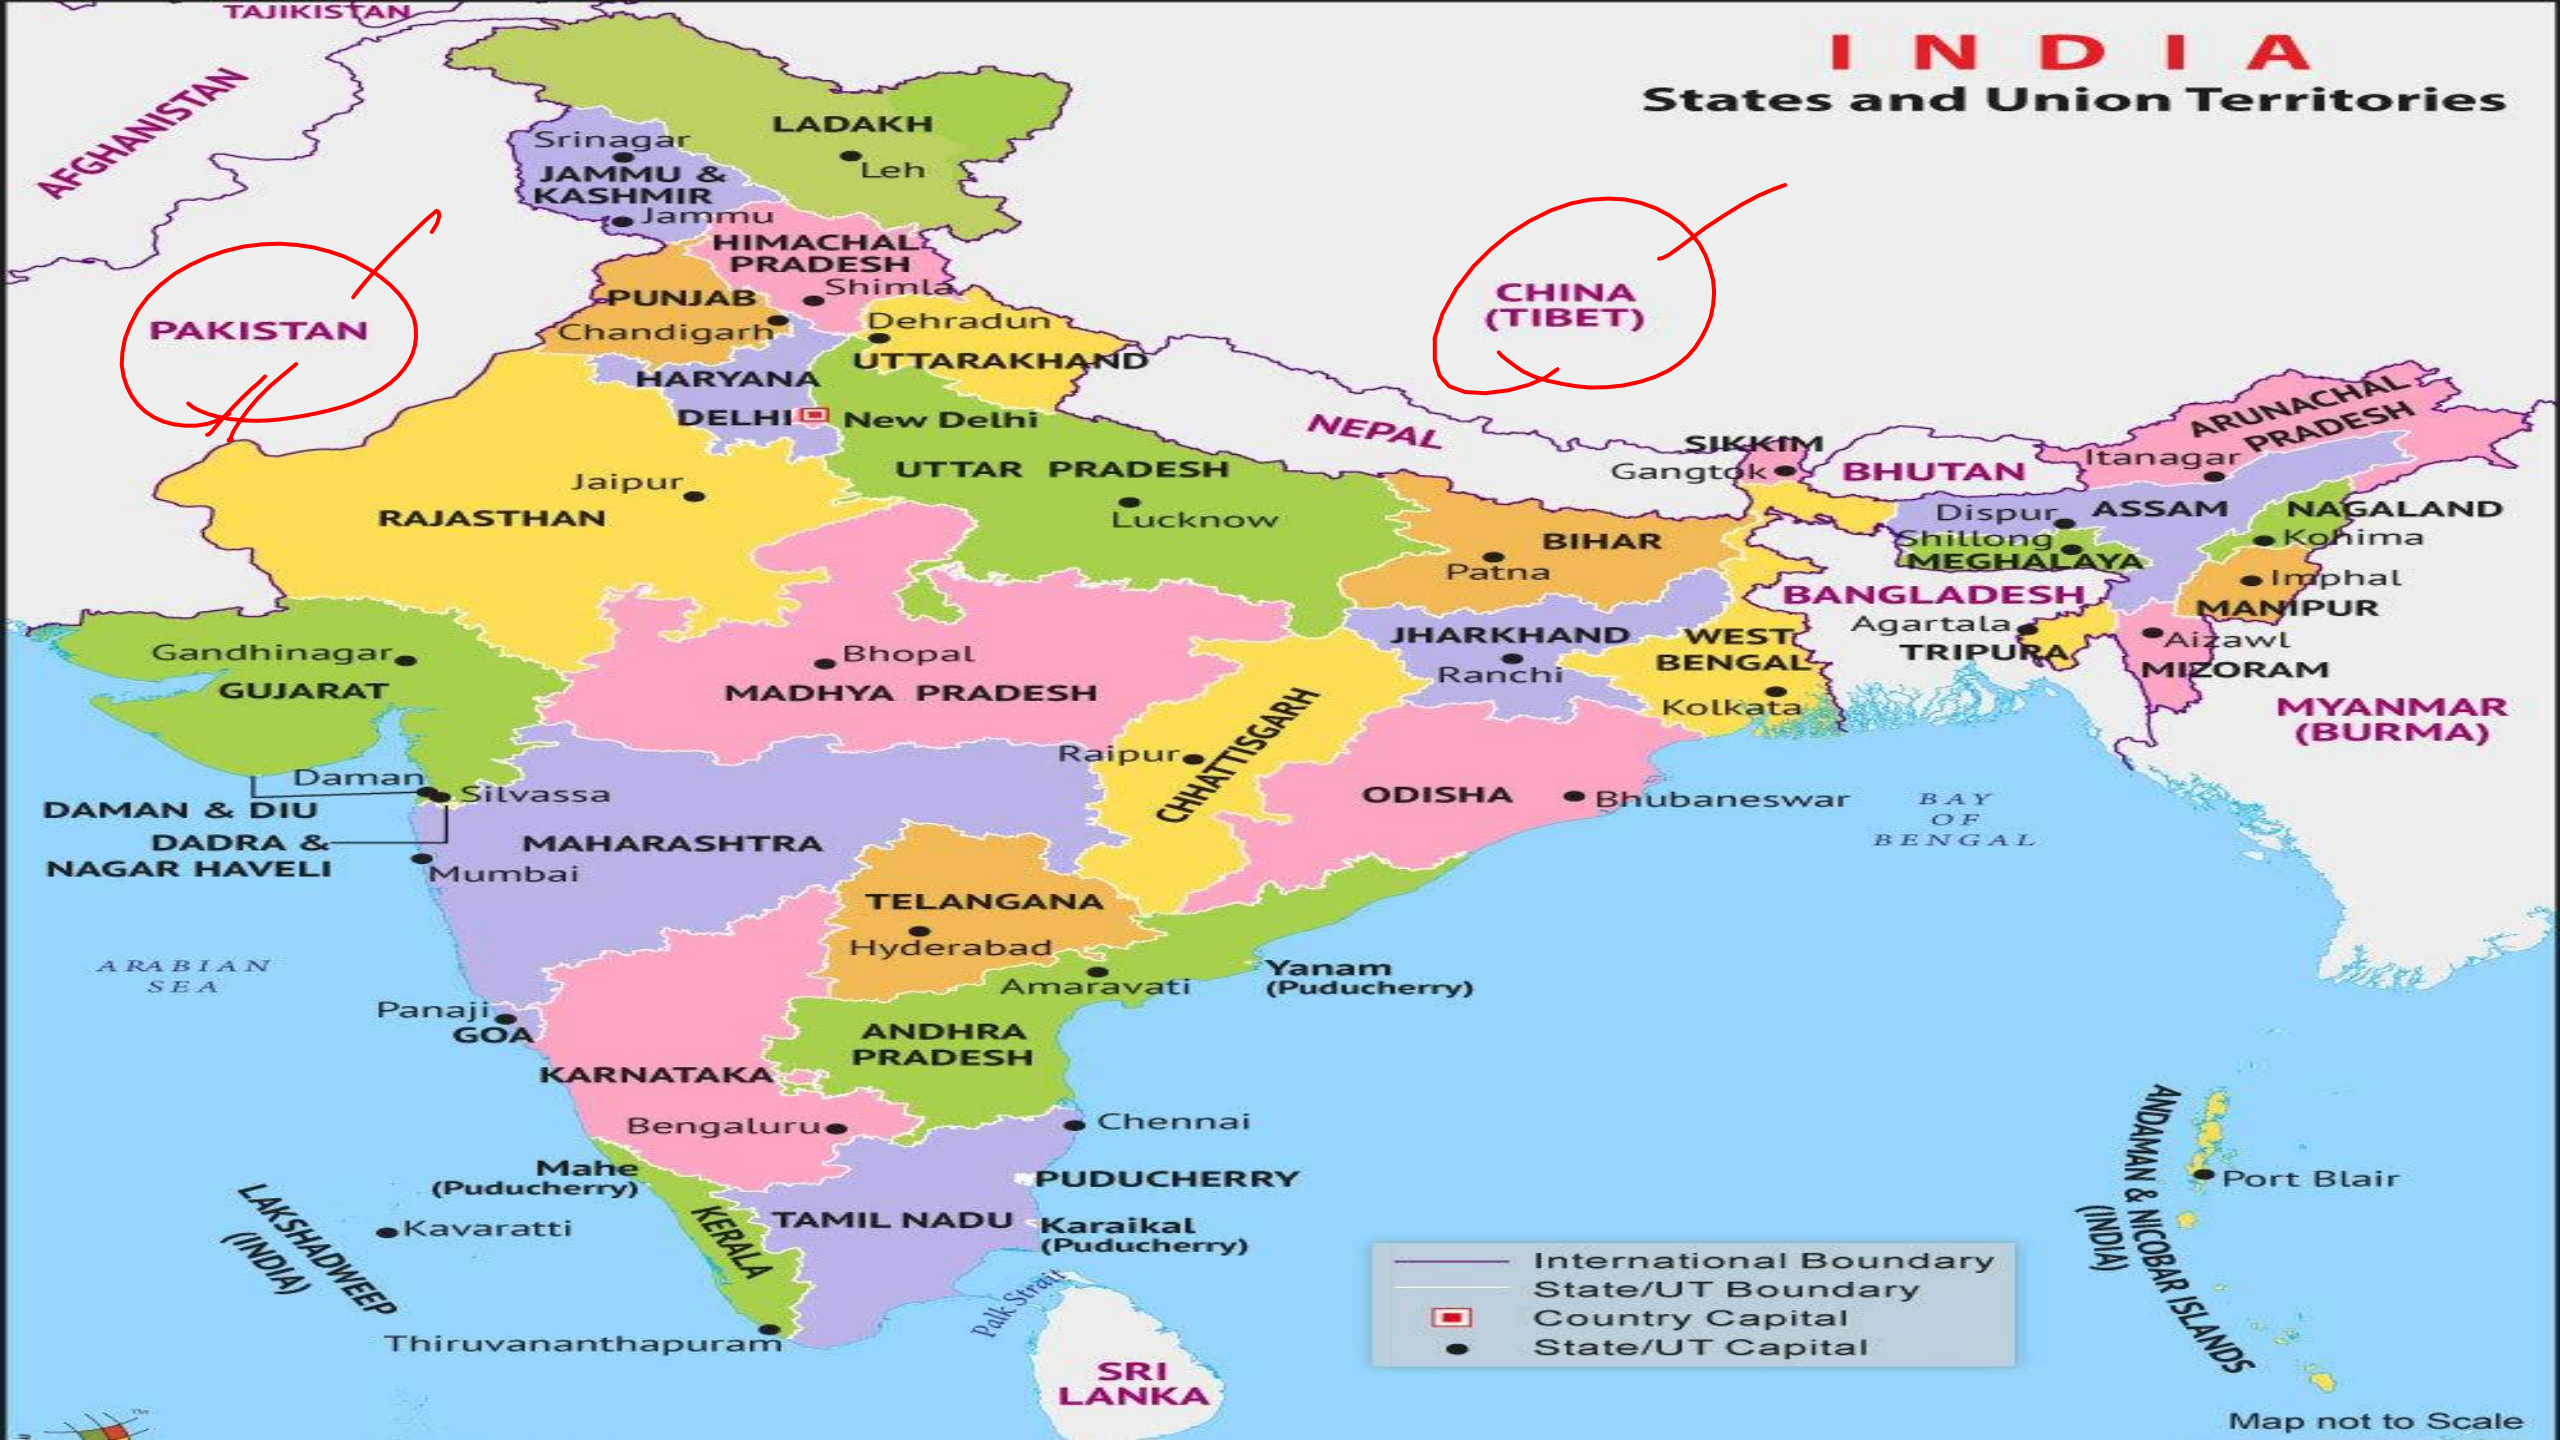 TAJIKISTAN
INDIA
States and Union Territories
AFGHANISTAN
LADAKH
Leh
Srinagar
JAMMU &
KASHMIR
Jammu
HIMACHAL
PRADESH
Shimla
PAKISTAN
CHINA
(TIBET)
PUNJAB
Chandigarh
Dehradun
UTTARAKHAND
HARYANA
DELHI
New Delhi
NEPAL
SIKKIM
Gangtok
BHUTAN
ARUNACHAL
PRADESH
Itanagar
UTTAR PRADESH
Lucknow
Jaipur
RAJASTHAN
BIHAR
Patna
Dispur
ASSAM
NAGALAND
Kohima
Shillong
MEGHALAYA
Imphal
MANIPUR
BANGLADESH
Agartala
TRIPURA
Aizawl
MIZORAM
MYANMAR
(BURMA)
JHARKHAND
Ranchi
WEST
BENGAL
Kolkata
Gandhinagar
GUJARAT
Bhopal
MADHYA PRADESH
Raipur
CHHATTISGARH
ODISHA
Bhubaneswar
BAY
OF
BENGAL
Daman
Silvassa
DAMAN & DIU
DADRA &
NAGAR HAVELI
MAHARASHTRA
Mumbai
TELANGANA
Hyderabad
Amaravati
Yanam
(Puducherry)
ARABIAN
SEA
Panaji
GOA
ANDHRA
PRADESH
KARNATAKA
Bengaluru
Chennai
Mahe
(Puducherry)
PUDUCHERRY
KERALA
TAMIL NADU
Karaikal
(Puducherry)
LAKSHADWEEP
(INDIA)
Kavaratti
Thiruvananthapuram
Palk Strait
SRI
LANKA
ANDAMAN & NICOBAR ISLANDS
(INDIA)
Port Blair
International Boundary
State/UT Boundary
Country Capital
State/UT Capital
Map not to Scale